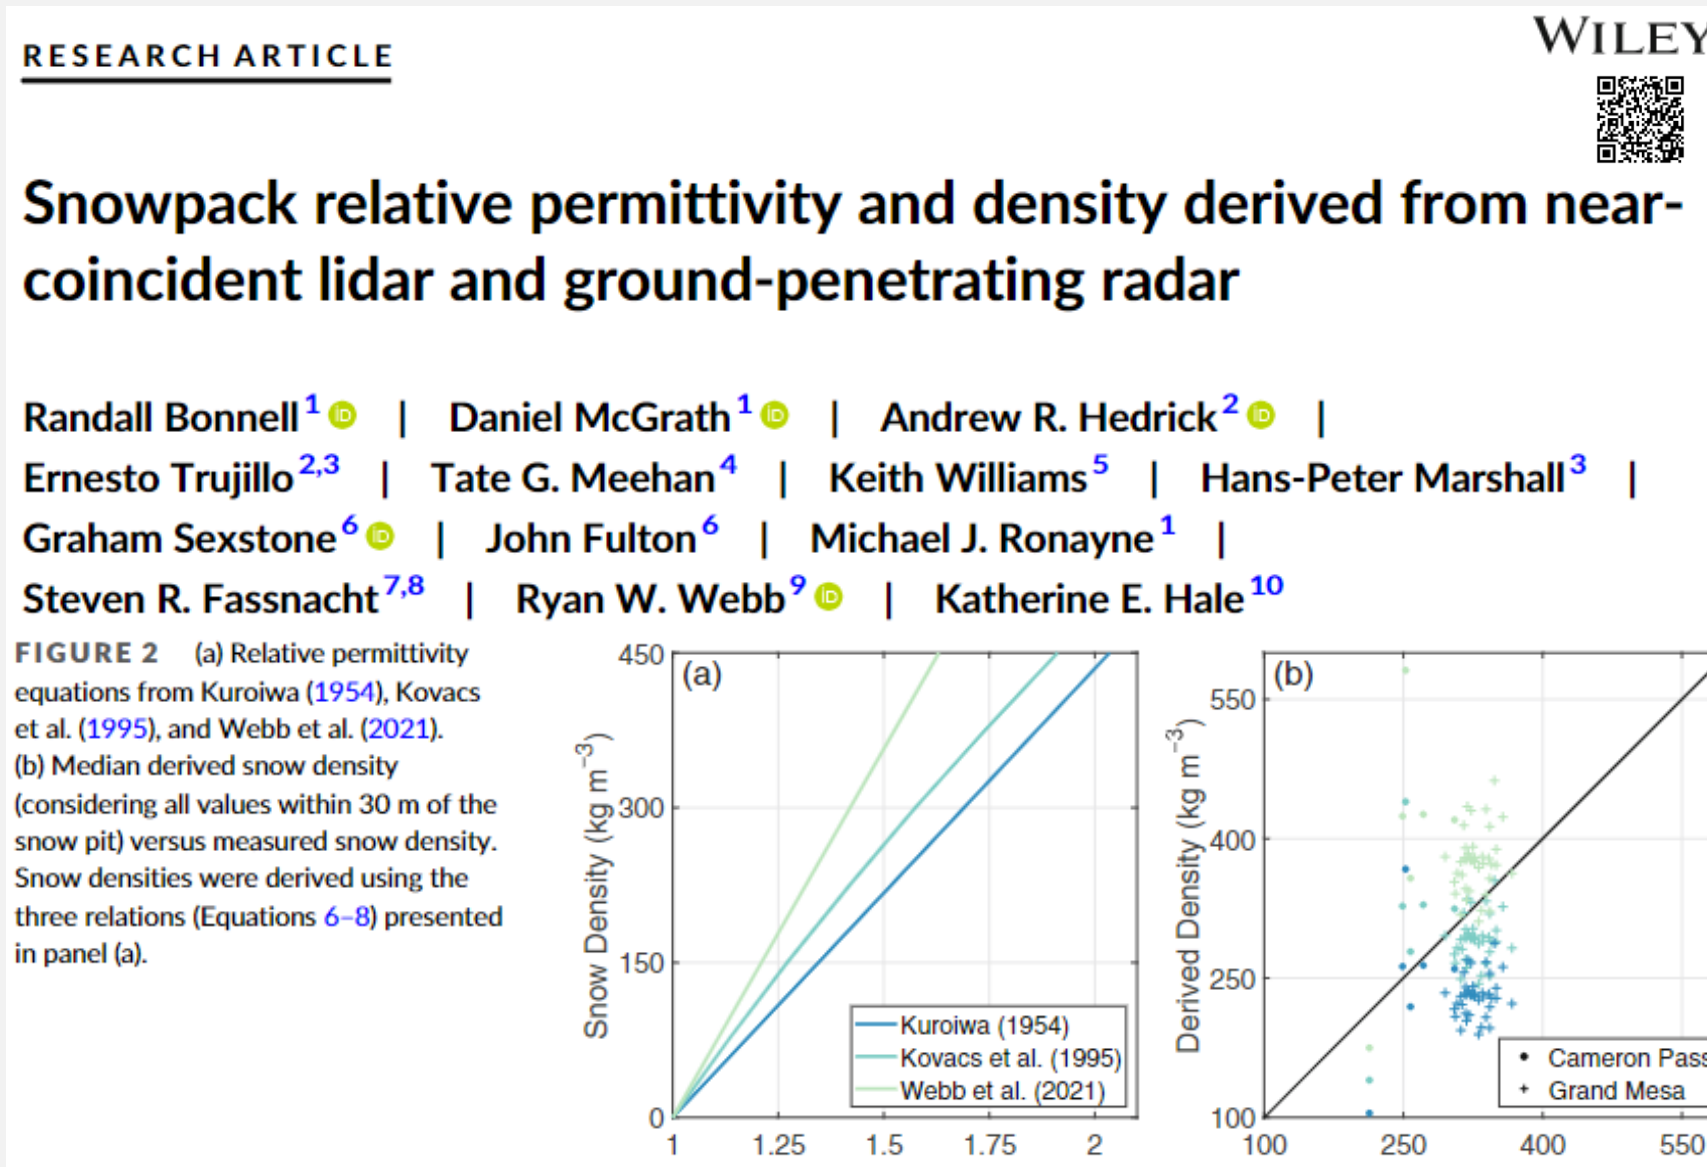 RESEARCH ARTICLE
WILEY
Snowpack relative permittivity and density derived from near-
coincident lidar and ground-penetrating radar
Randall Bonnell 1 iD | Daniel McGrath 1 iD | Andrew R. Hedrick 2 iD |
Ernesto Trujillo 2,3 | Tate G. Meehan 4 | Keith Williams 5 | Hans-Peter Marshall 3 |
Graham Sexstone 6 iD | John Fulton 6 | Michael J. Ronayne 1 |
Steven R. Fassnacht 7,8 | Ryan W. Webb 9 iD | Katherine E. Hale 10
FIGURE 2 (a) Relative permittivity
equations from Kuroiwa (1954), Kovacs
et al. (1995), and Webb et al. (2021).
(b) Median derived snow density
(considering all values within 30 m of the
snow pit) versus measured snow density.
Snow densities were derived using the
three relations (Equations 6–8) presented
in panel (a).
(a)
Snow Density (kg m−3)
450
300
150
0
1 1.25 1.5 1.75 2
Kuroiwa (1954)
Kovacs et al. (1995)
Webb et al. (2021)
(b)
Derived Density (kg m−3)
550
400
250
100
100 250 400 550
Cameron Pass
Grand Mesa